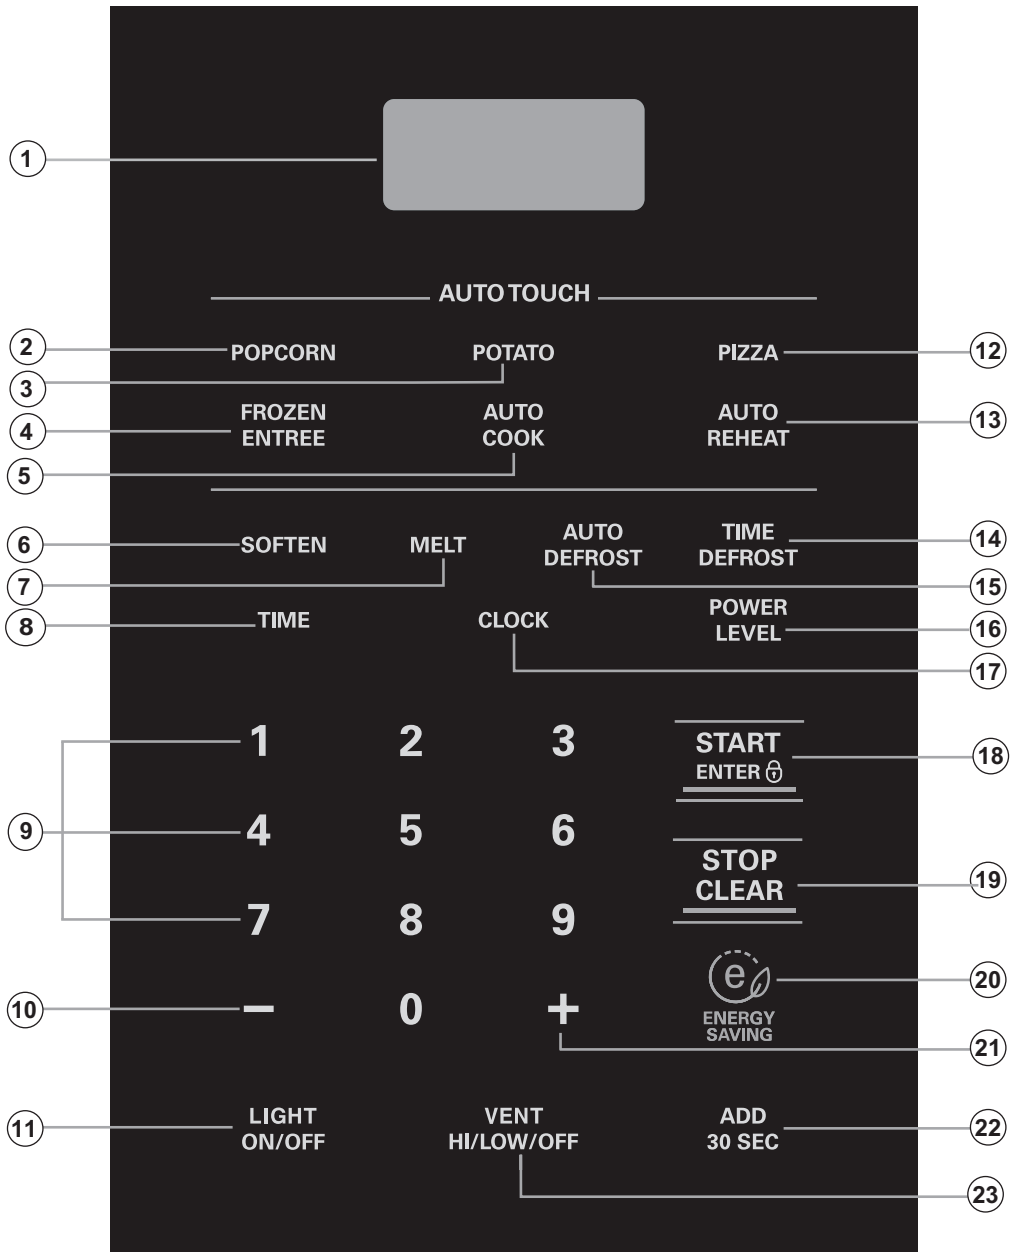 1
AUTO TOUCH
2 POPCORN POTATO PIZZA 12
3
4 FROZEN ENTREE AUTO COOK AUTO REHEAT 13
5
6 SOFTEN MELT AUTO DEFROST TIME DEFROST 14
7 15
8 TIME CLOCK POWER LEVEL 16
17
1 2 3 START ENTER 18
9 4 5 6 STOP CLEAR 19
7 8 9
e 20
10 − 0 + ENERGY SAVING
21
11 LIGHT ON/OFF VENT HI/LOW/OFF ADD 30 SEC 22
23